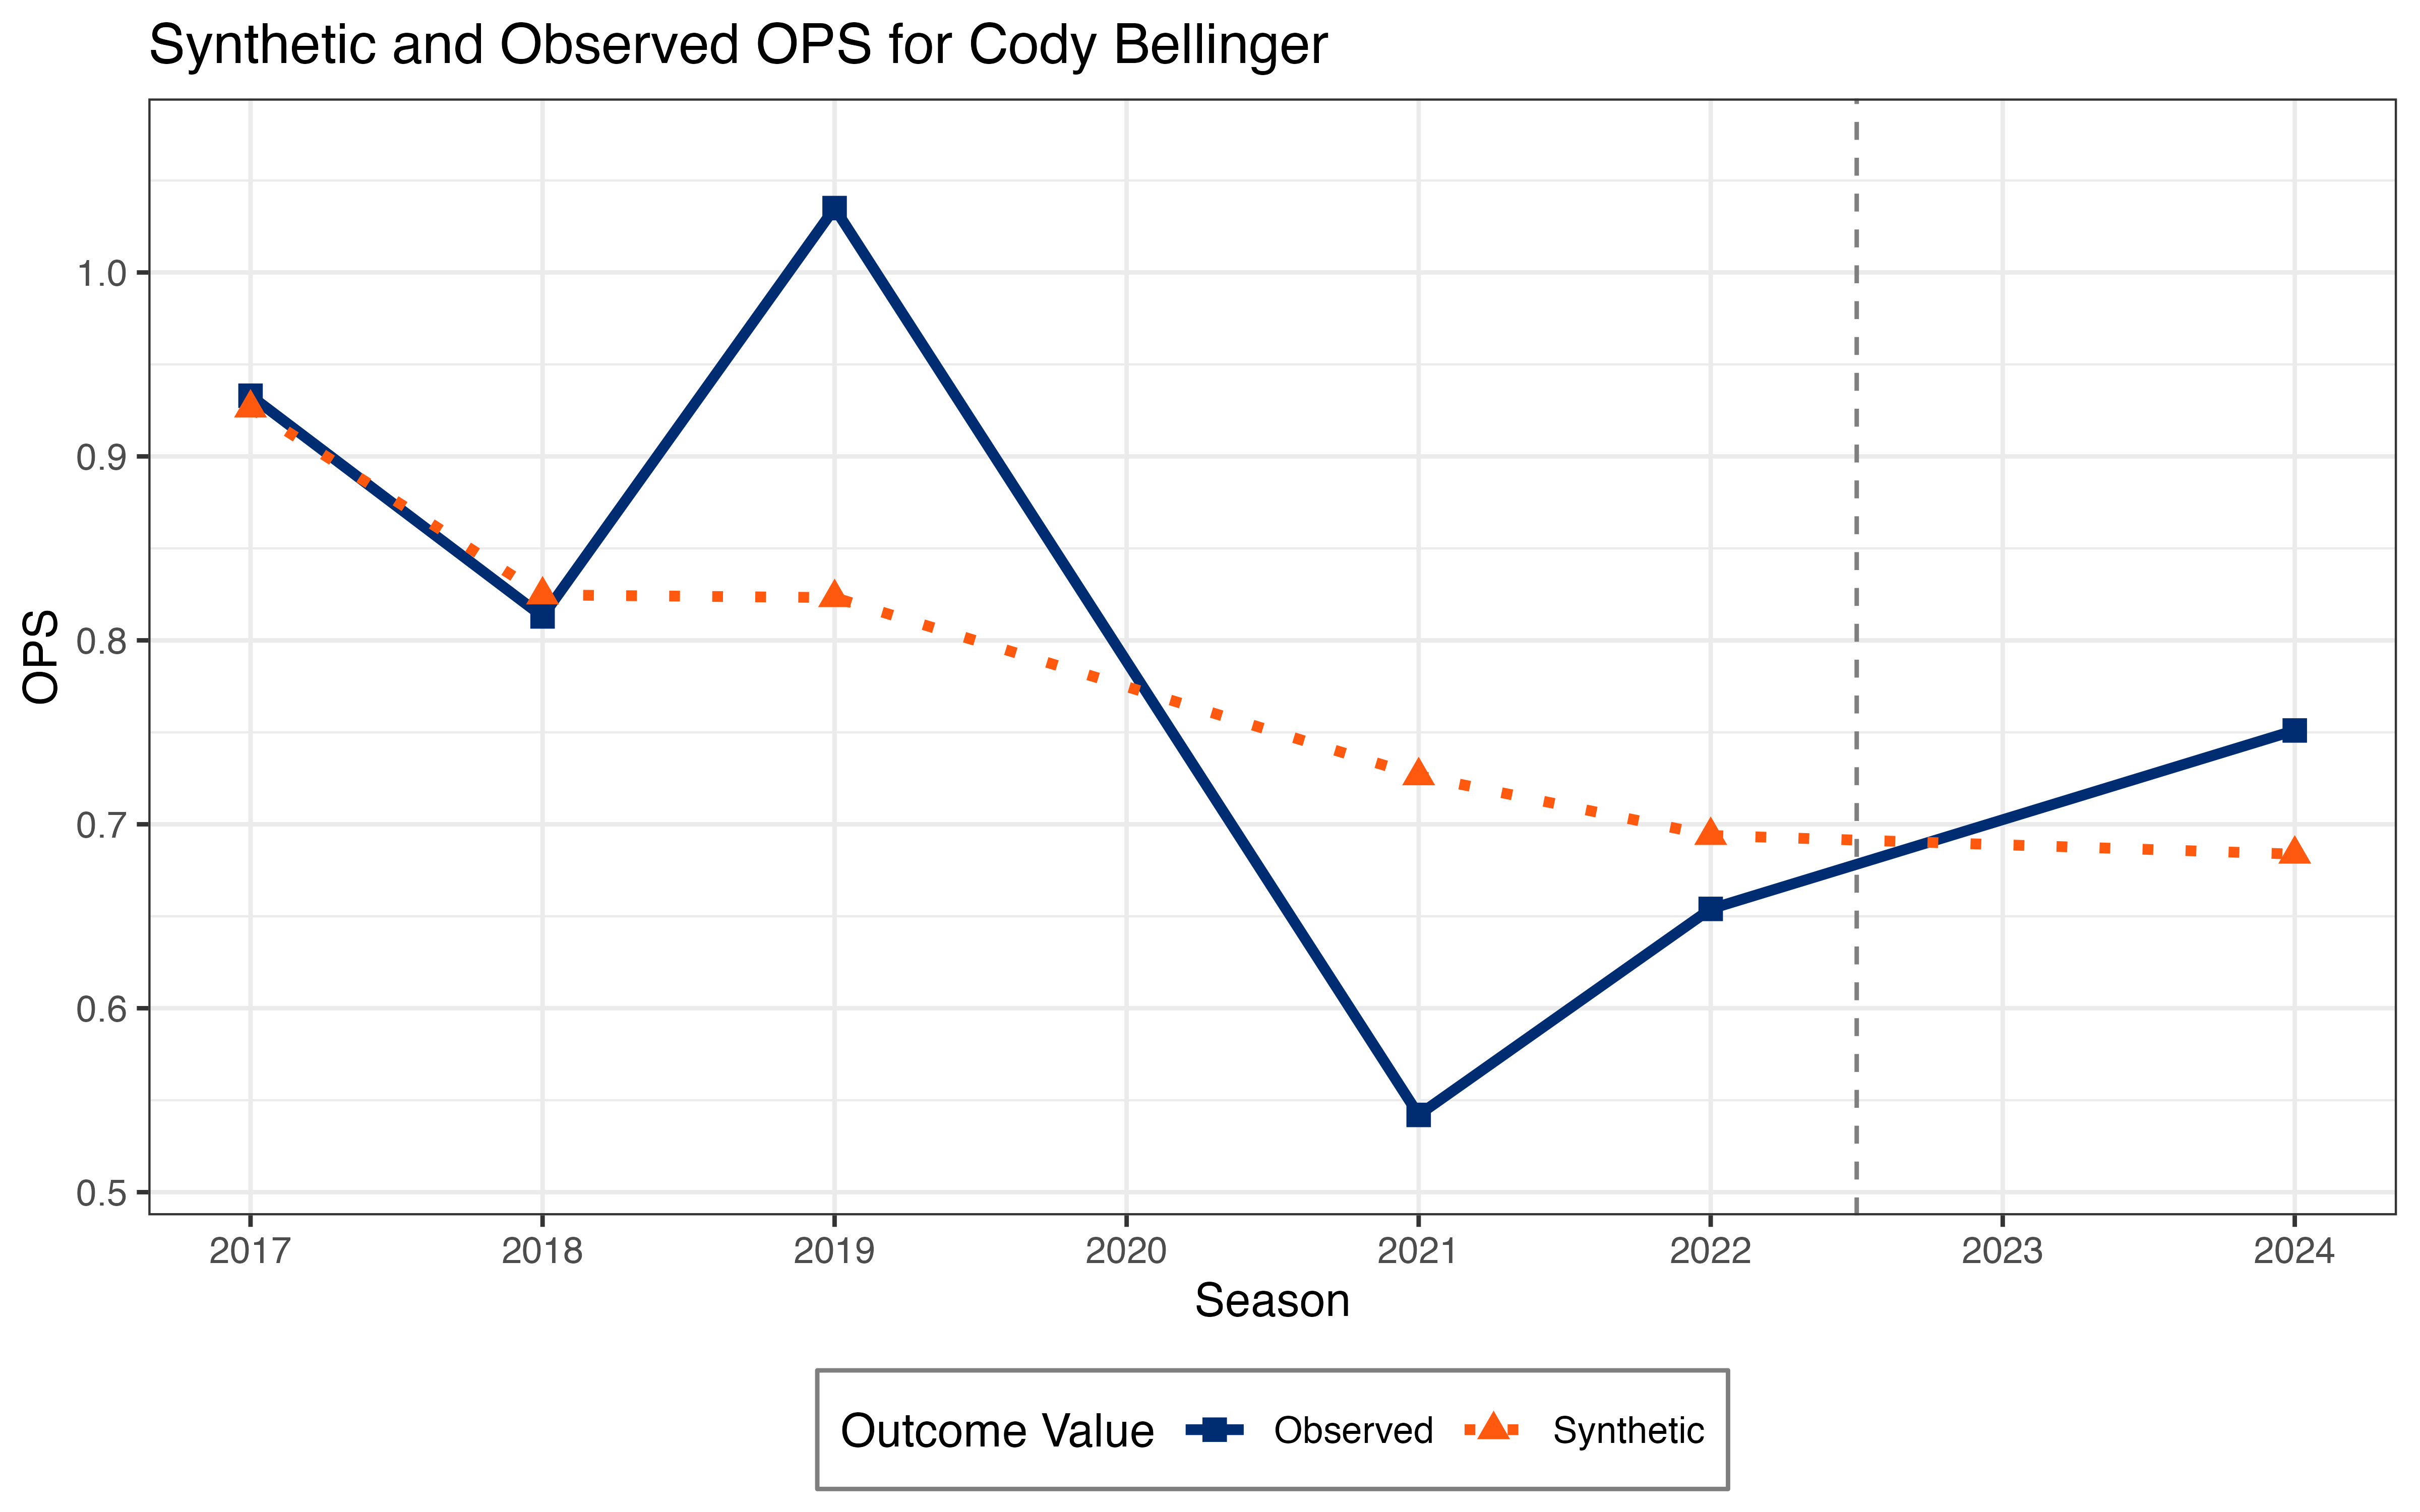 Synthetic and Observed OPS for Cody Bellinger
OPS
1.0
0.9
0.8
0.7
0.6
0.5
2017 2018 2019 2020 2021 2022 2023 2024
Season
Outcome Value Observed Synthetic